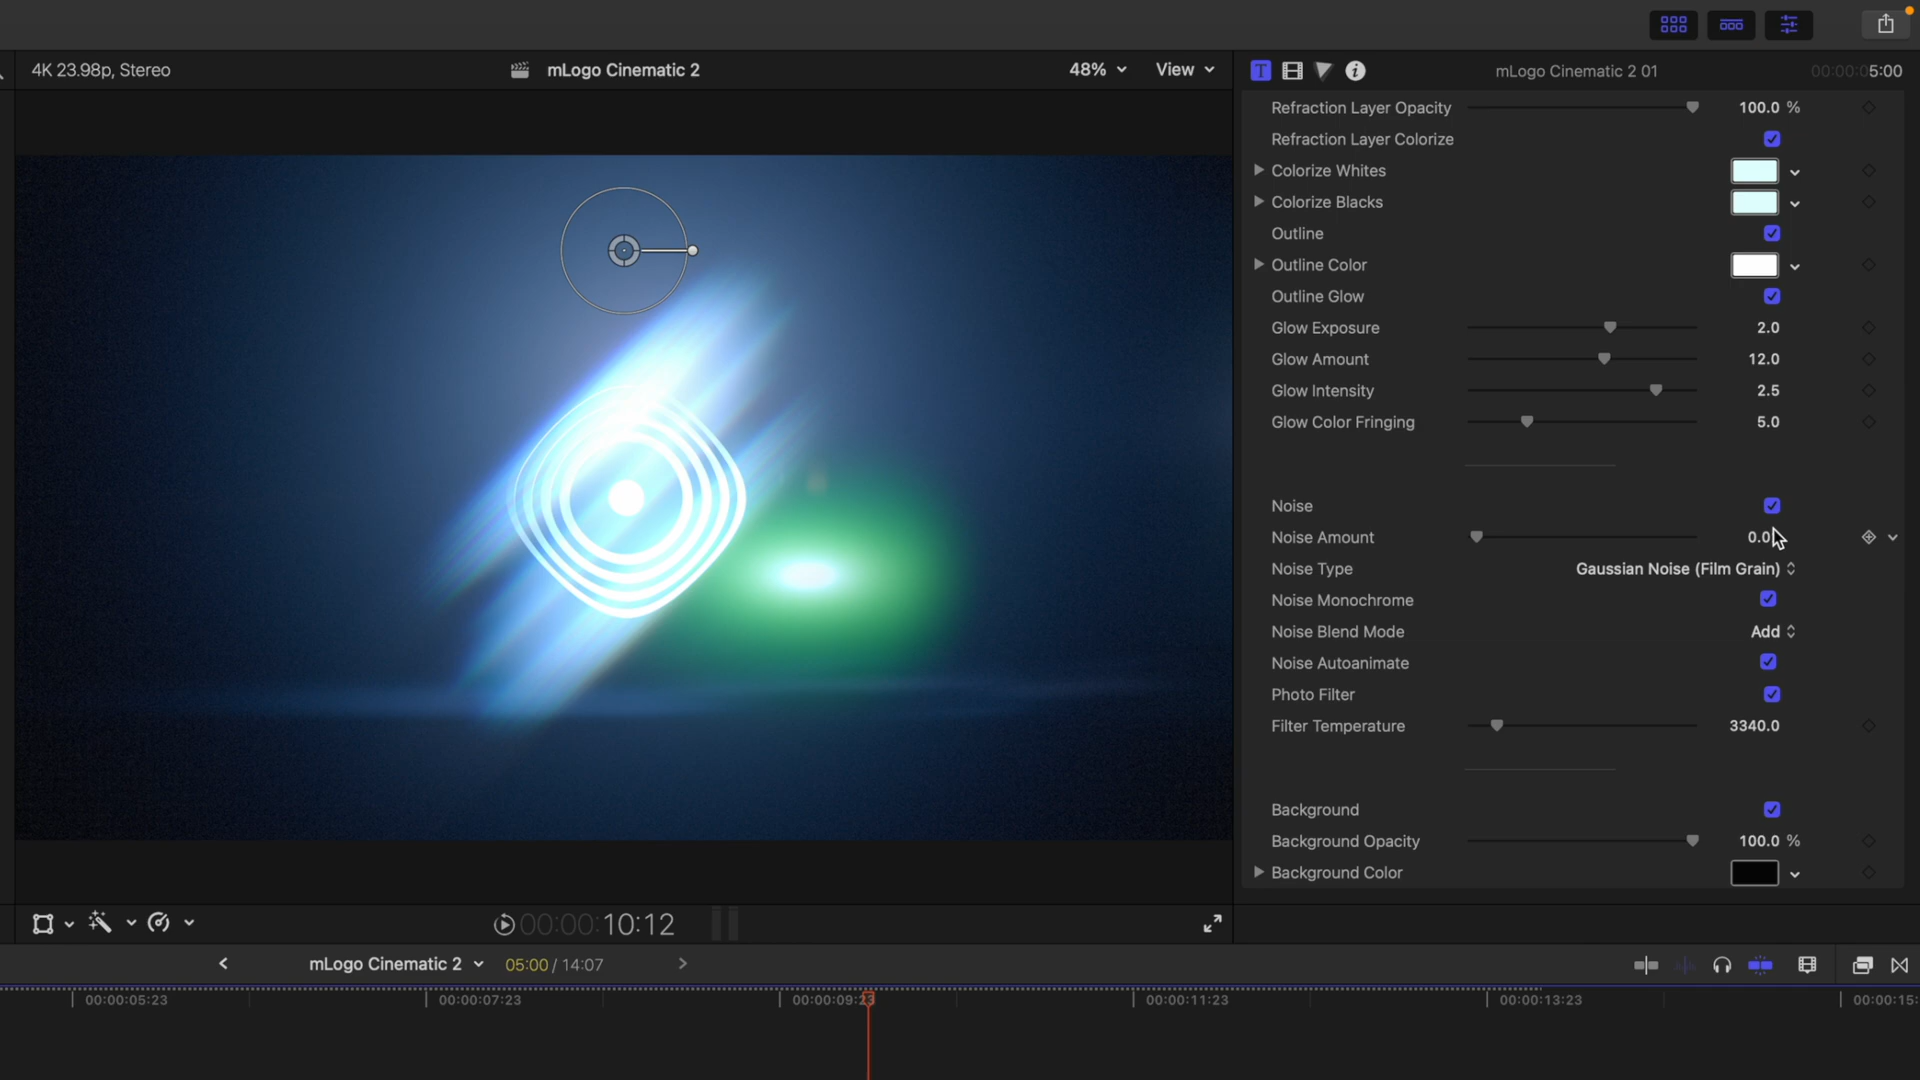 4K 23.98p, Stereo
mLogo Cinematic 2
48%
View
T
mLogo Cinematic 2 01
00:00:05:00
Refraction Layer Opacity 100.0 %
Refraction Layer Colorize
Colorize Whites
Colorize Blacks
Outline
Outline Color
Outline Glow
Glow Exposure 2.0
Glow Amount 12.0
Glow Intensity 2.5
Glow Color Fringing 5.0
Noise
Noise Amount
Noise Type Gaussian Noise (Film Grain)
Noise Monochrome
Noise Blend Mode Add
Noise Autoanimate
Photo Filter
Filter Temperature 3340.0
Background
Background Opacity 100.0 %
Background Color
00:00:10:12
mLogo Cinematic 2
05:00 / 14:07
00:00:05:23
00:00:07:23
00:00:09:23
00:00:11:23
00:00:13:23
00:00:15: